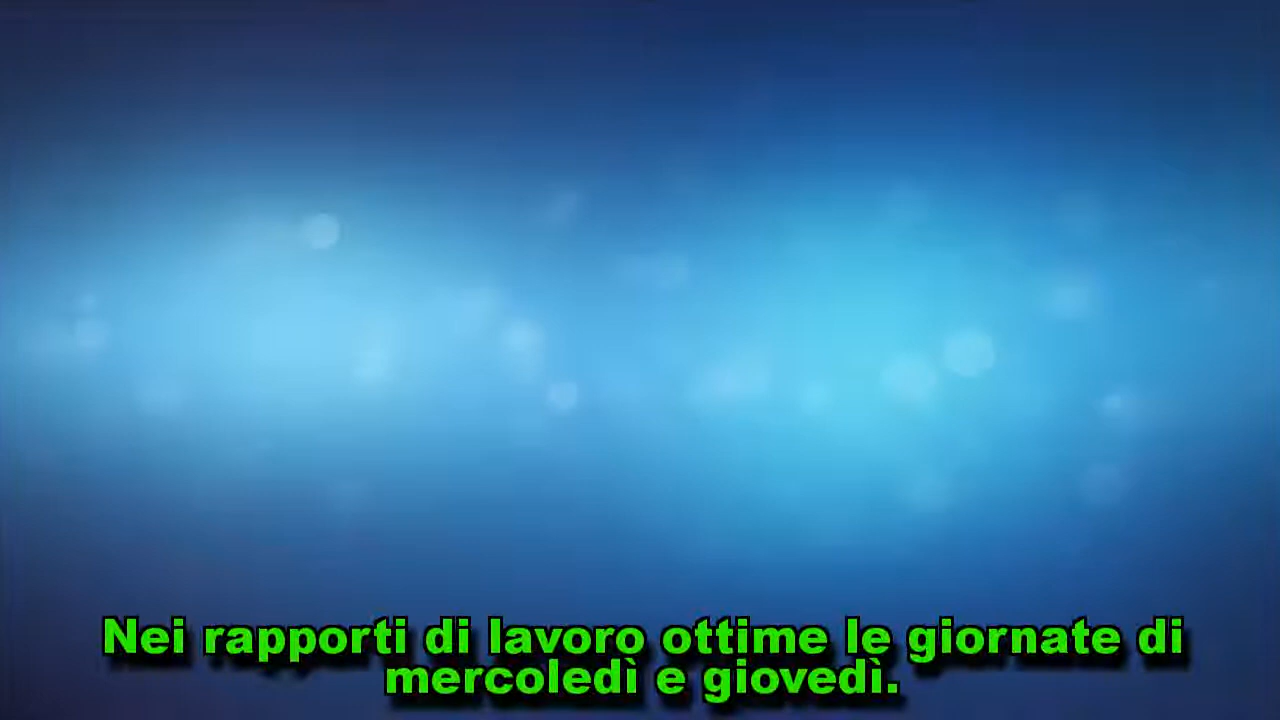 Nei rapporti di lavoro ottime le giornate di
mercoledì e giovedì.